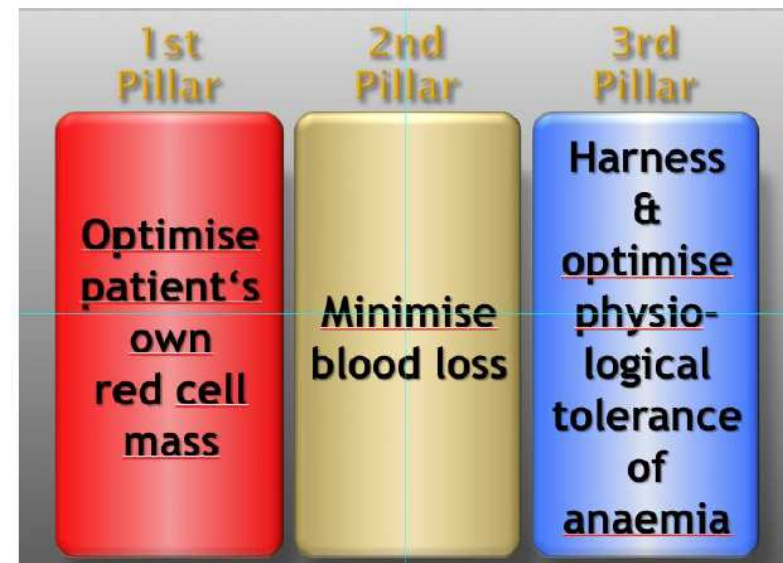 1st
Pillar
2nd
Pillar
3rd
Pillar
Optimise
patient‘s
own
red cell
mass
Minimise
blood loss
Harness
&
optimise
physio-
logical
tolerance
of
anaemia